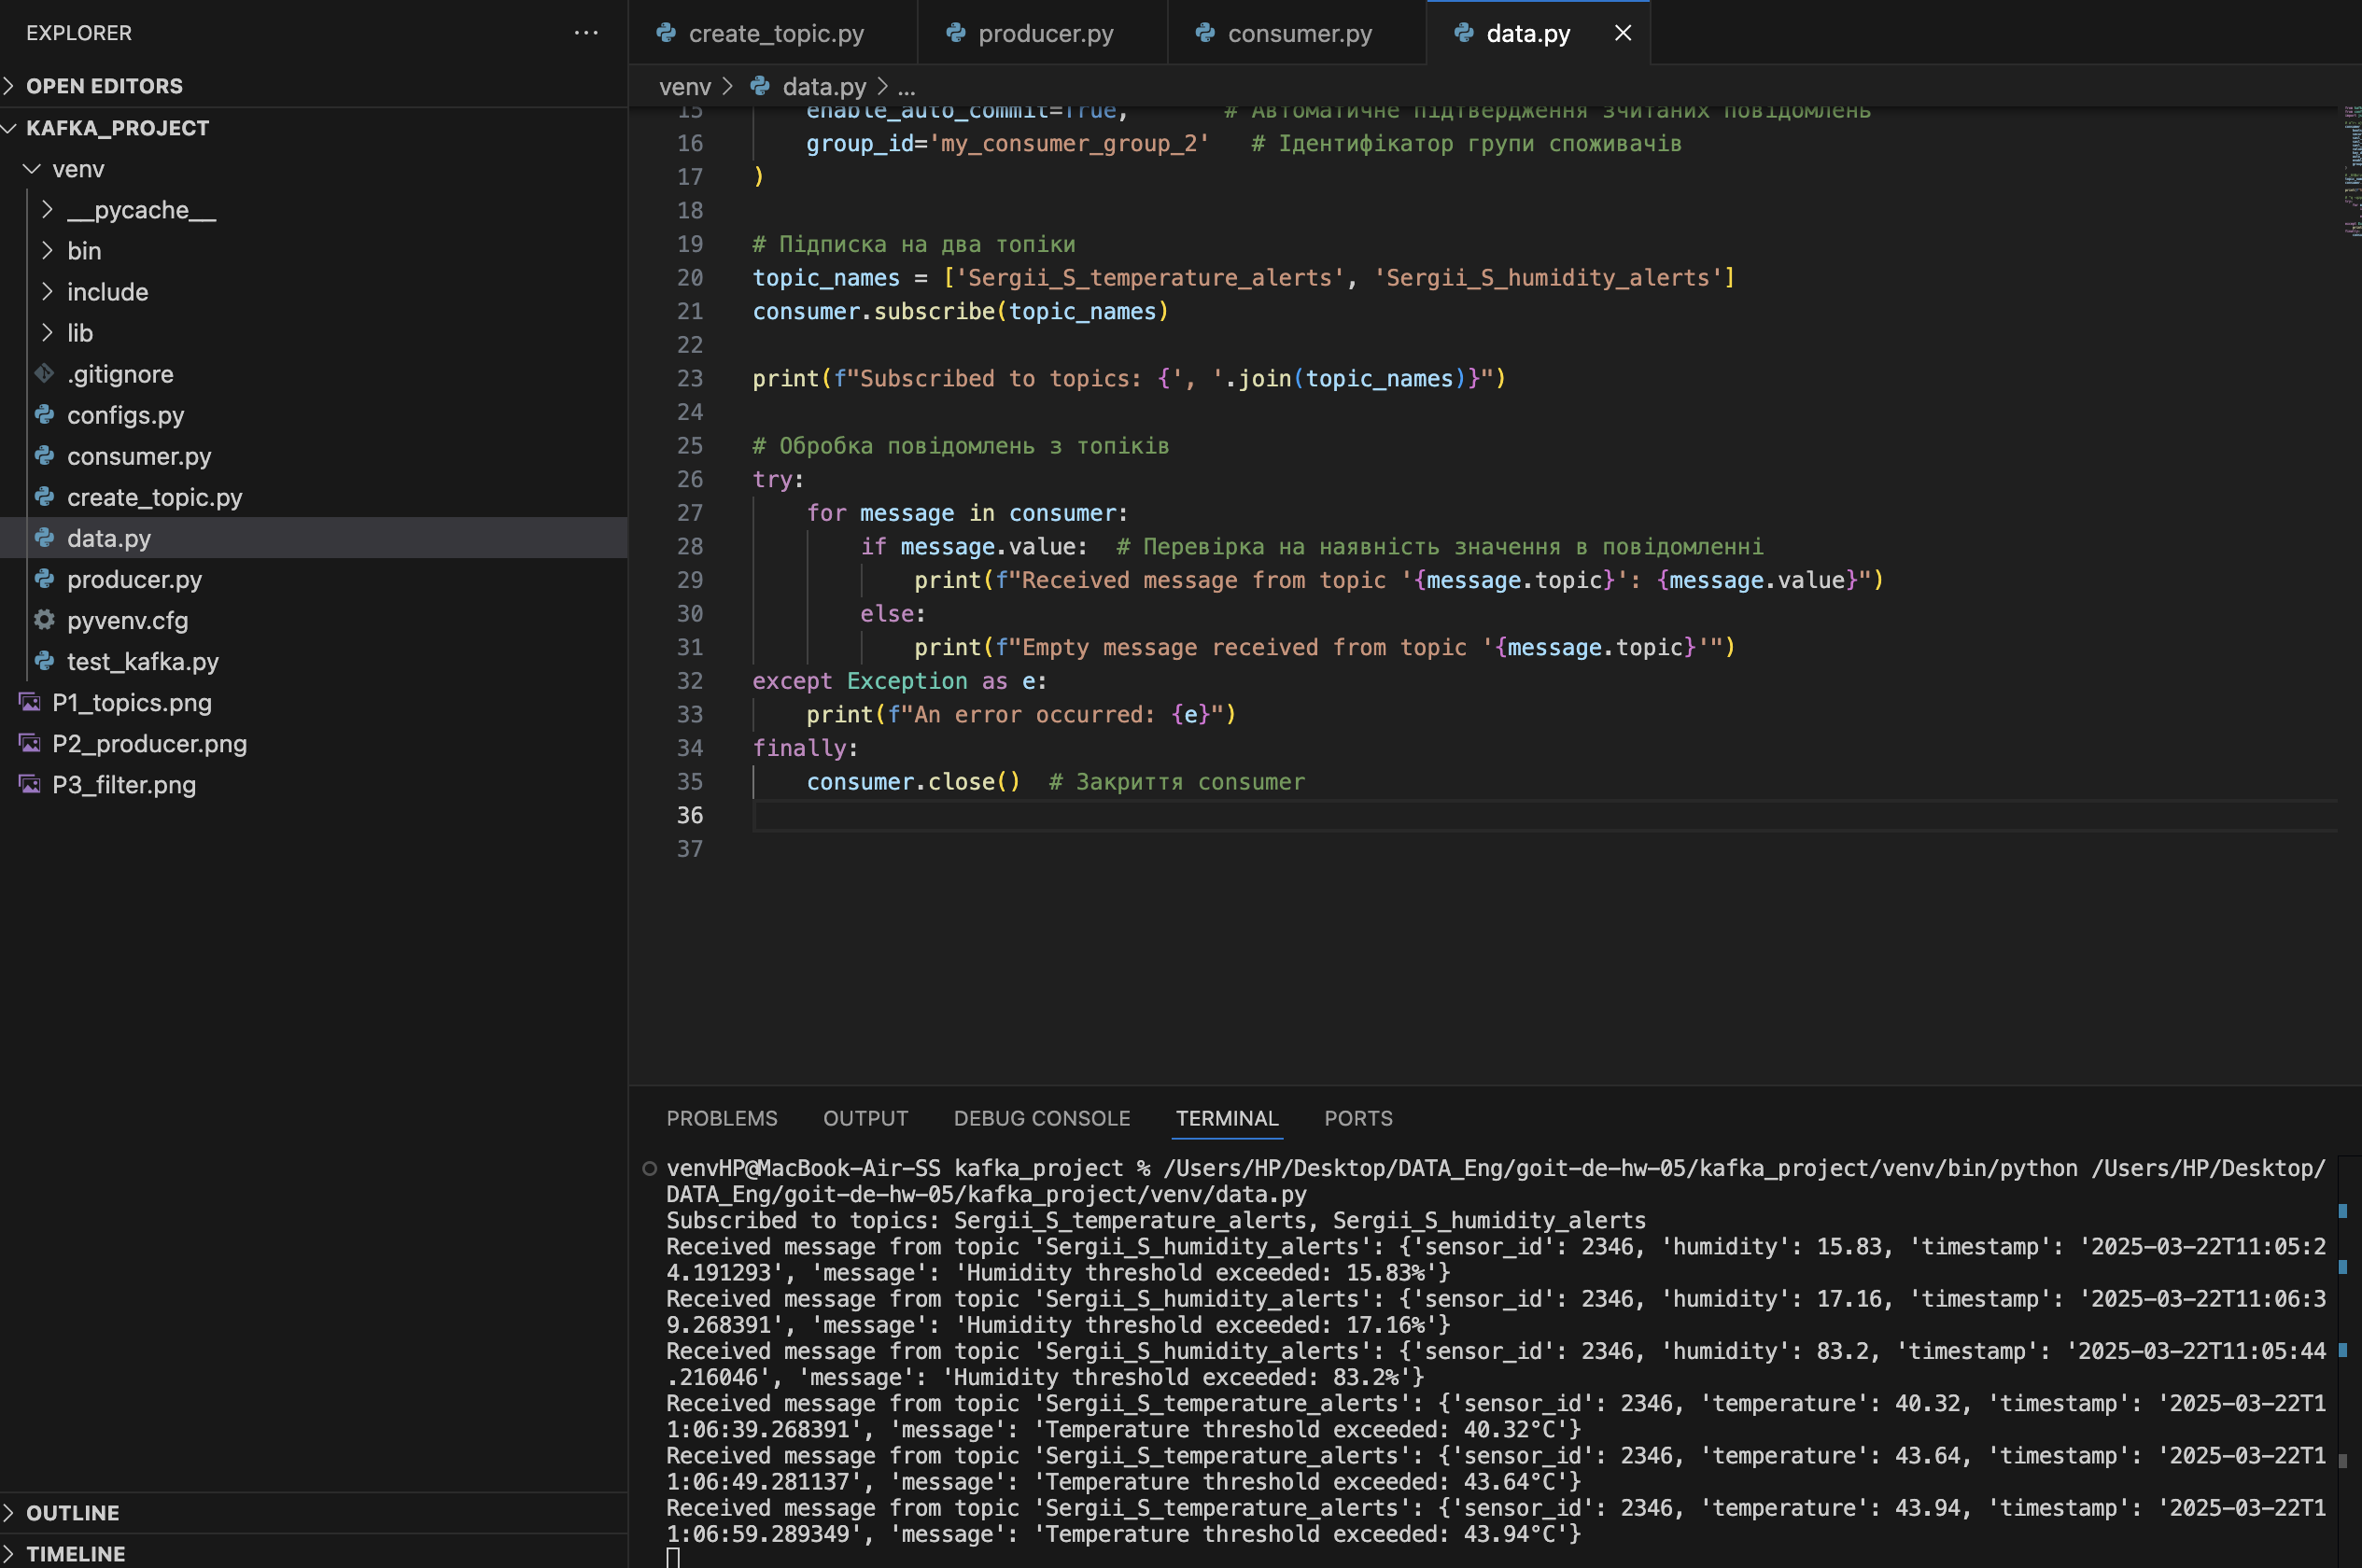 EXPLORER
OPEN EDITORS
KAFKA_PROJECT
venv
__pycache__
bin
include
lib
.gitignore
configs.py
consumer.py
create_topic.py
data.py
producer.py
pyvenv.cfg
test_kafka.py
P1_topics.png
P2_producer.png
P3_filter.png
OUTLINE
TIMELINE
create_topic.py
producer.py
consumer.py
data.py
venv > data.py > ...
15 enable_auto_commit=True, # Автоматичне підтвердження зчитаних повідомлень
16 group_id='my_consumer_group_2' # Ідентифікатор групи споживачів
17 )
18
19 # Підписка на два топіки
20 topic_names = ['Sergii_S_temperature_alerts', 'Sergii_S_humidity_alerts']
21 consumer.subscribe(topic_names)
22
23 print(f"Subscribed to topics: {', '.join(topic_names)}")
24
25 # Обробка повідомлень з топіків
26 try:
27 for message in consumer:
28 if message.value: # Перевірка на наявність значення в повідомленні
29 print(f"Received message from topic '{message.topic}': {message.value}")
30 else:
31 print(f"Empty message received from topic '{message.topic}'")
32 except Exception as e:
33 print(f"An error occurred: {e}")
34 finally:
35 consumer.close() # Закриття consumer
36
37
PROBLEMS OUTPUT DEBUG CONSOLE TERMINAL PORTS
venvHP@MacBook-Air-SS kafka_project % /Users/HP/Desktop/DATA_Eng/goit-de-hw-05/kafka_project/venv/bin/python /Users/HP/Desktop/
DATA_Eng/goit-de-hw-05/kafka_project/venv/data.py
Subscribed to topics: Sergii_S_temperature_alerts, Sergii_S_humidity_alerts
Received message from topic 'Sergii_S_humidity_alerts': {'sensor_id': 2346, 'humidity': 15.83, 'timestamp': '2025-03-22T11:05:2
4.191293', 'message': 'Humidity threshold exceeded: 15.83%'}
Received message from topic 'Sergii_S_humidity_alerts': {'sensor_id': 2346, 'humidity': 17.16, 'timestamp': '2025-03-22T11:06:3
9.268391', 'message': 'Humidity threshold exceeded: 17.16%'}
Received message from topic 'Sergii_S_humidity_alerts': {'sensor_id': 2346, 'humidity': 83.2, 'timestamp': '2025-03-22T11:05:44
.216046', 'message': 'Humidity threshold exceeded: 83.2%'}
Received message from topic 'Sergii_S_temperature_alerts': {'sensor_id': 2346, 'temperature': 40.32, 'timestamp': '2025-03-22T1
1:06:39.268391', 'message': 'Temperature threshold exceeded: 40.32°C'}
Received message from topic 'Sergii_S_temperature_alerts': {'sensor_id': 2346, 'temperature': 43.64, 'timestamp': '2025-03-22T1
1:06:49.281137', 'message': 'Temperature threshold exceeded: 43.64°C'}
Received message from topic 'Sergii_S_temperature_alerts': {'sensor_id': 2346, 'temperature': 43.94, 'timestamp': '2025-03-22T1
1:06:59.289349', 'message': 'Temperature threshold exceeded: 43.94°C'}